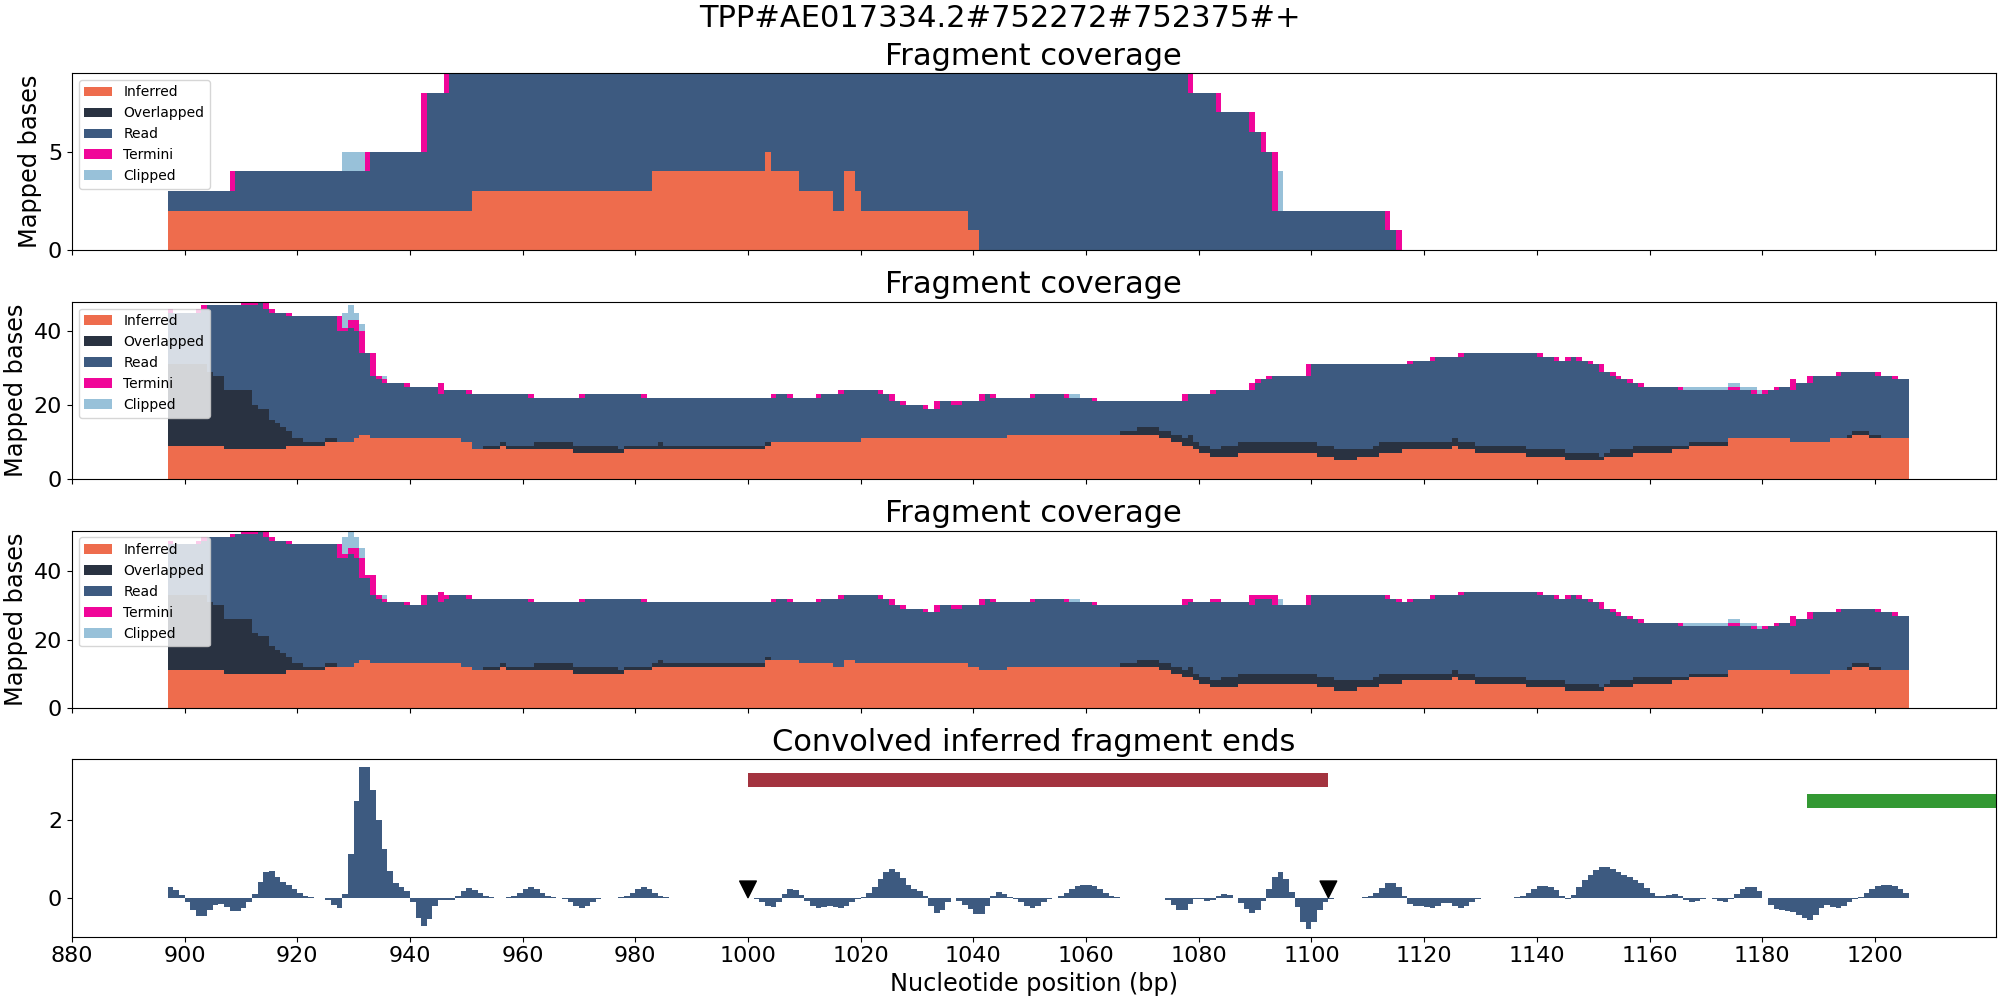 TPP#AE017334.2#752272#752375#+
Fragment coverage
Mapped bases
5
0
Inferred
Overlapped
Read
Termini
Clipped
Fragment coverage
Mapped bases
40
20
0
Inferred
Overlapped
Read
Termini
Clipped
Fragment coverage
Mapped bases
40
20
0
Inferred
Overlapped
Read
Termini
Clipped
Convolved inferred fragment ends
2
0
880 900 920 940 960 980 1000 1020 1040 1060 1080 1100 1120 1140 1160 1180 1200
Nucleotide position (bp)